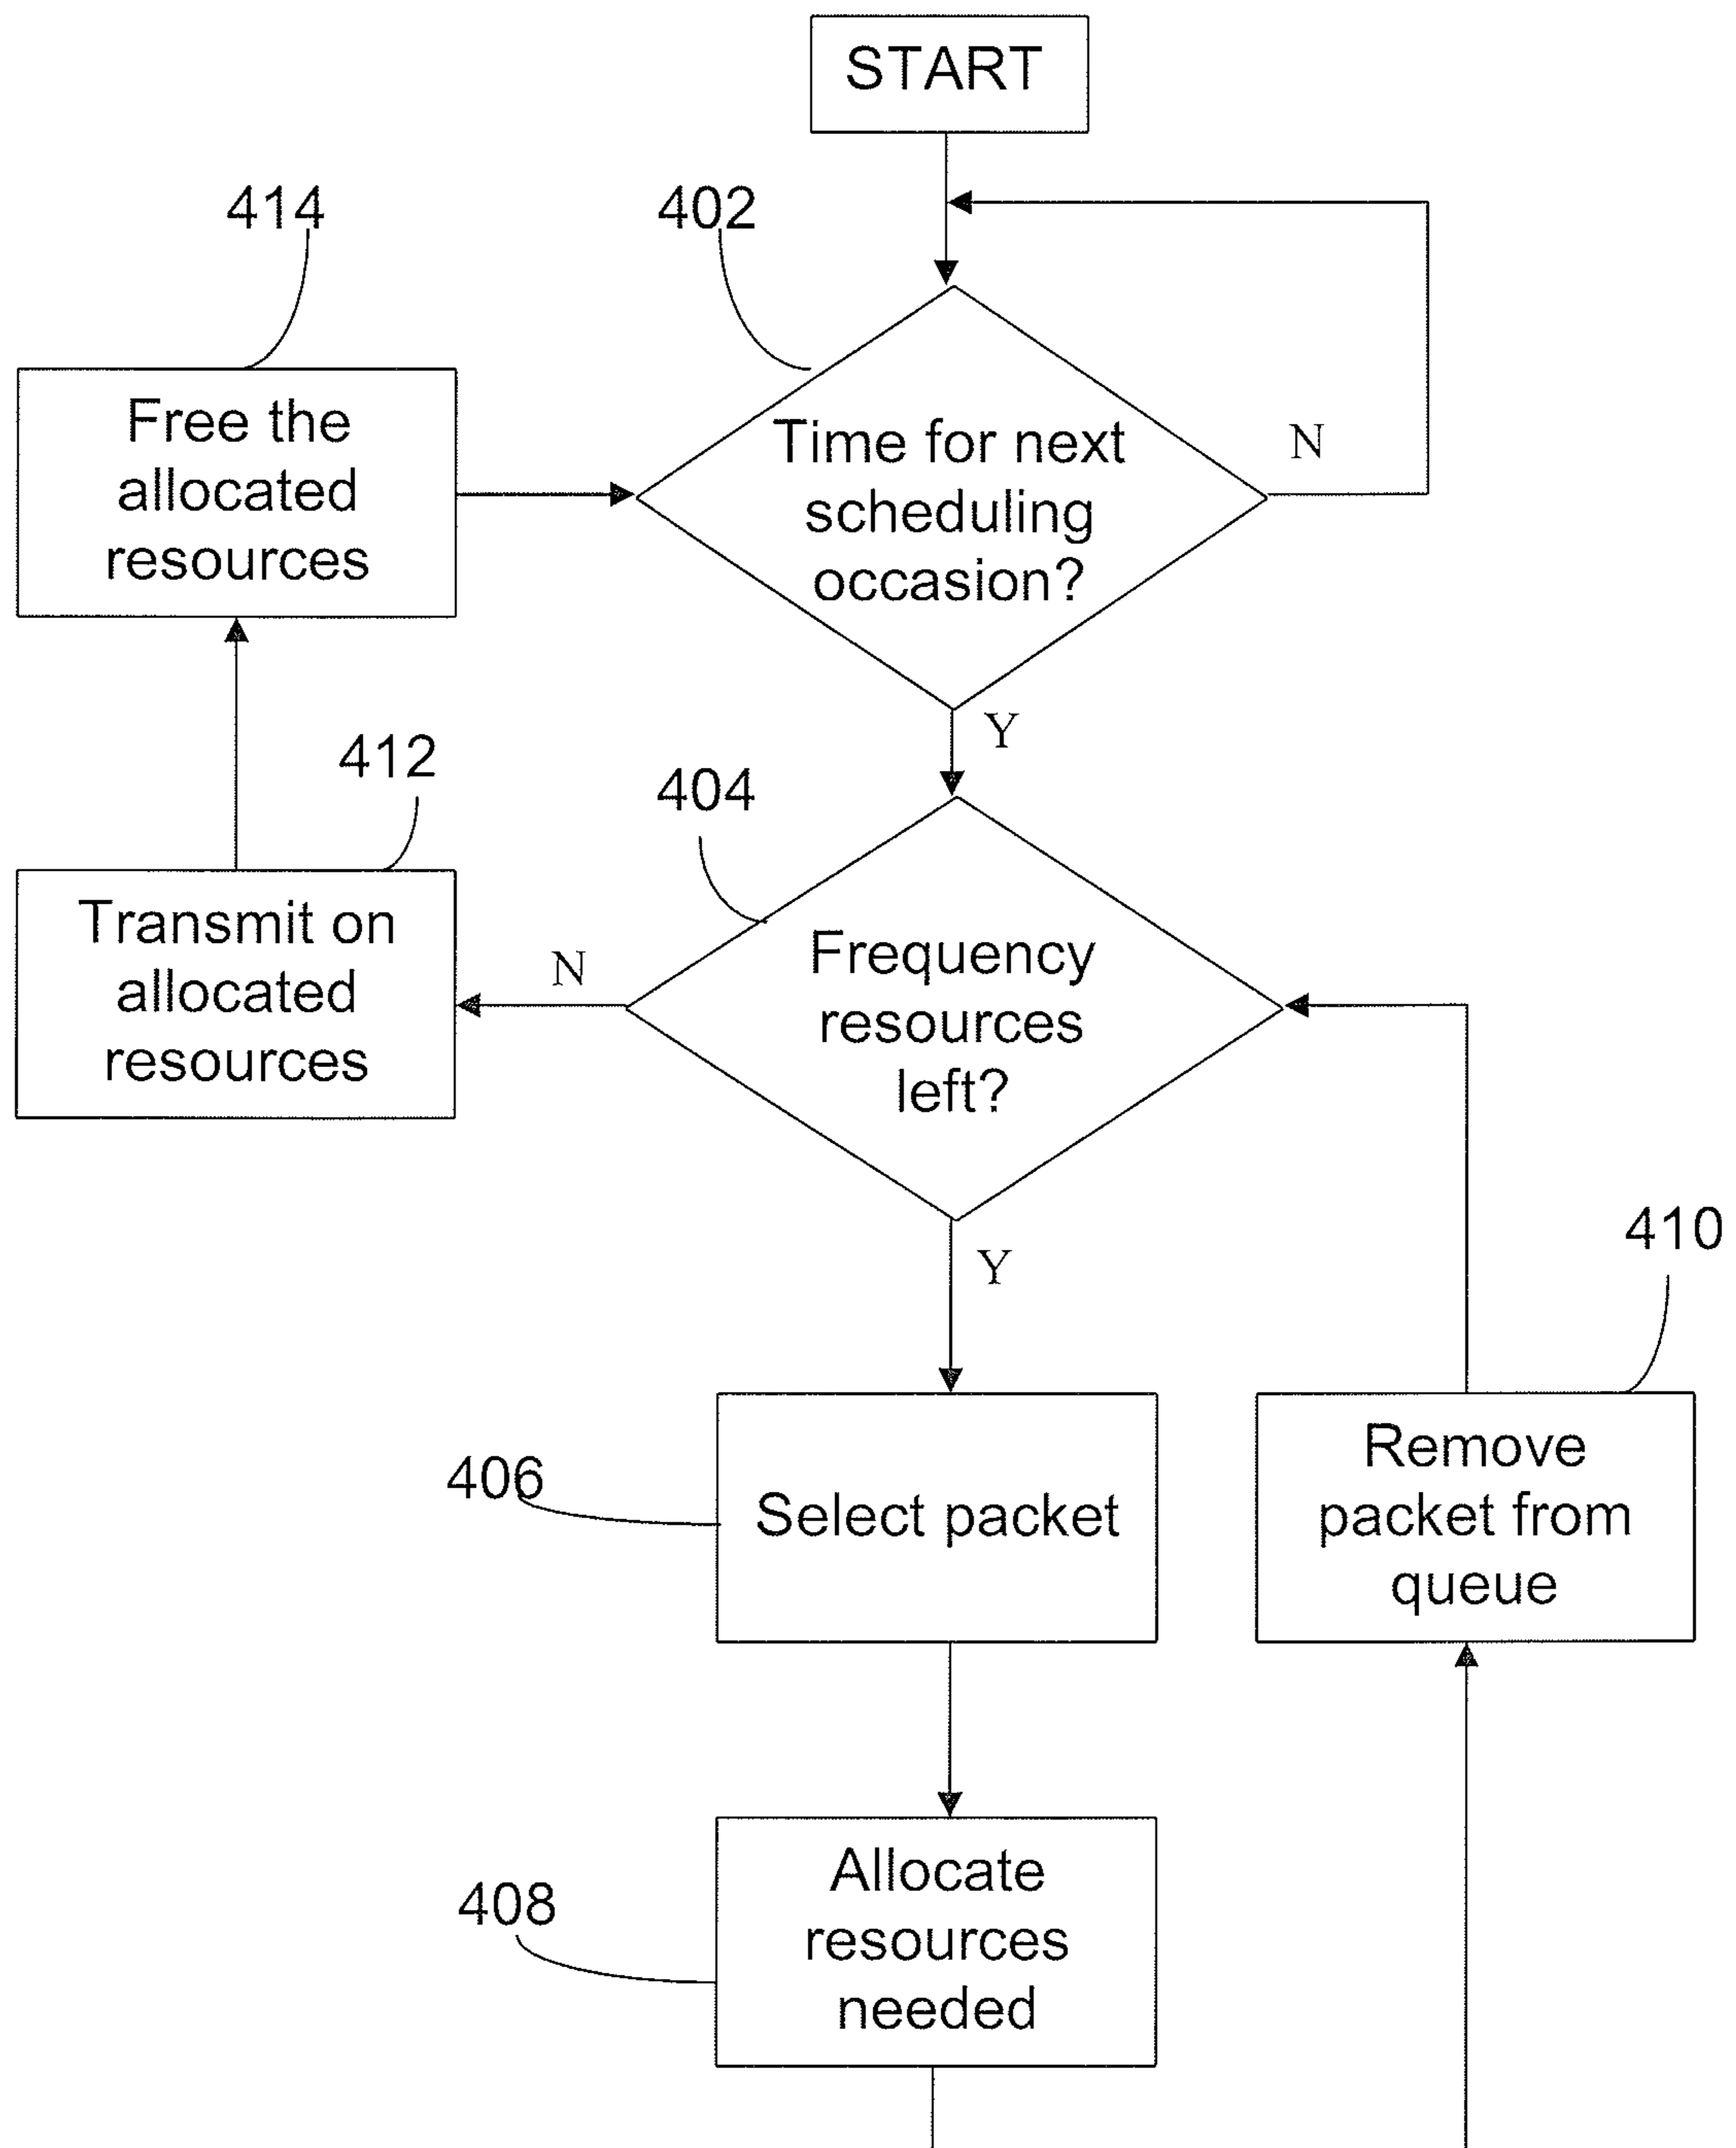 START
414
402
Free the
allocated
resources
Time for next
scheduling
occasion?
N
Y
412
404
Transmit on
allocated
resources
N
Frequency
resources
left?
410
Y
406
Select packet
Remove
packet from
queue
408
Allocate
resources
needed